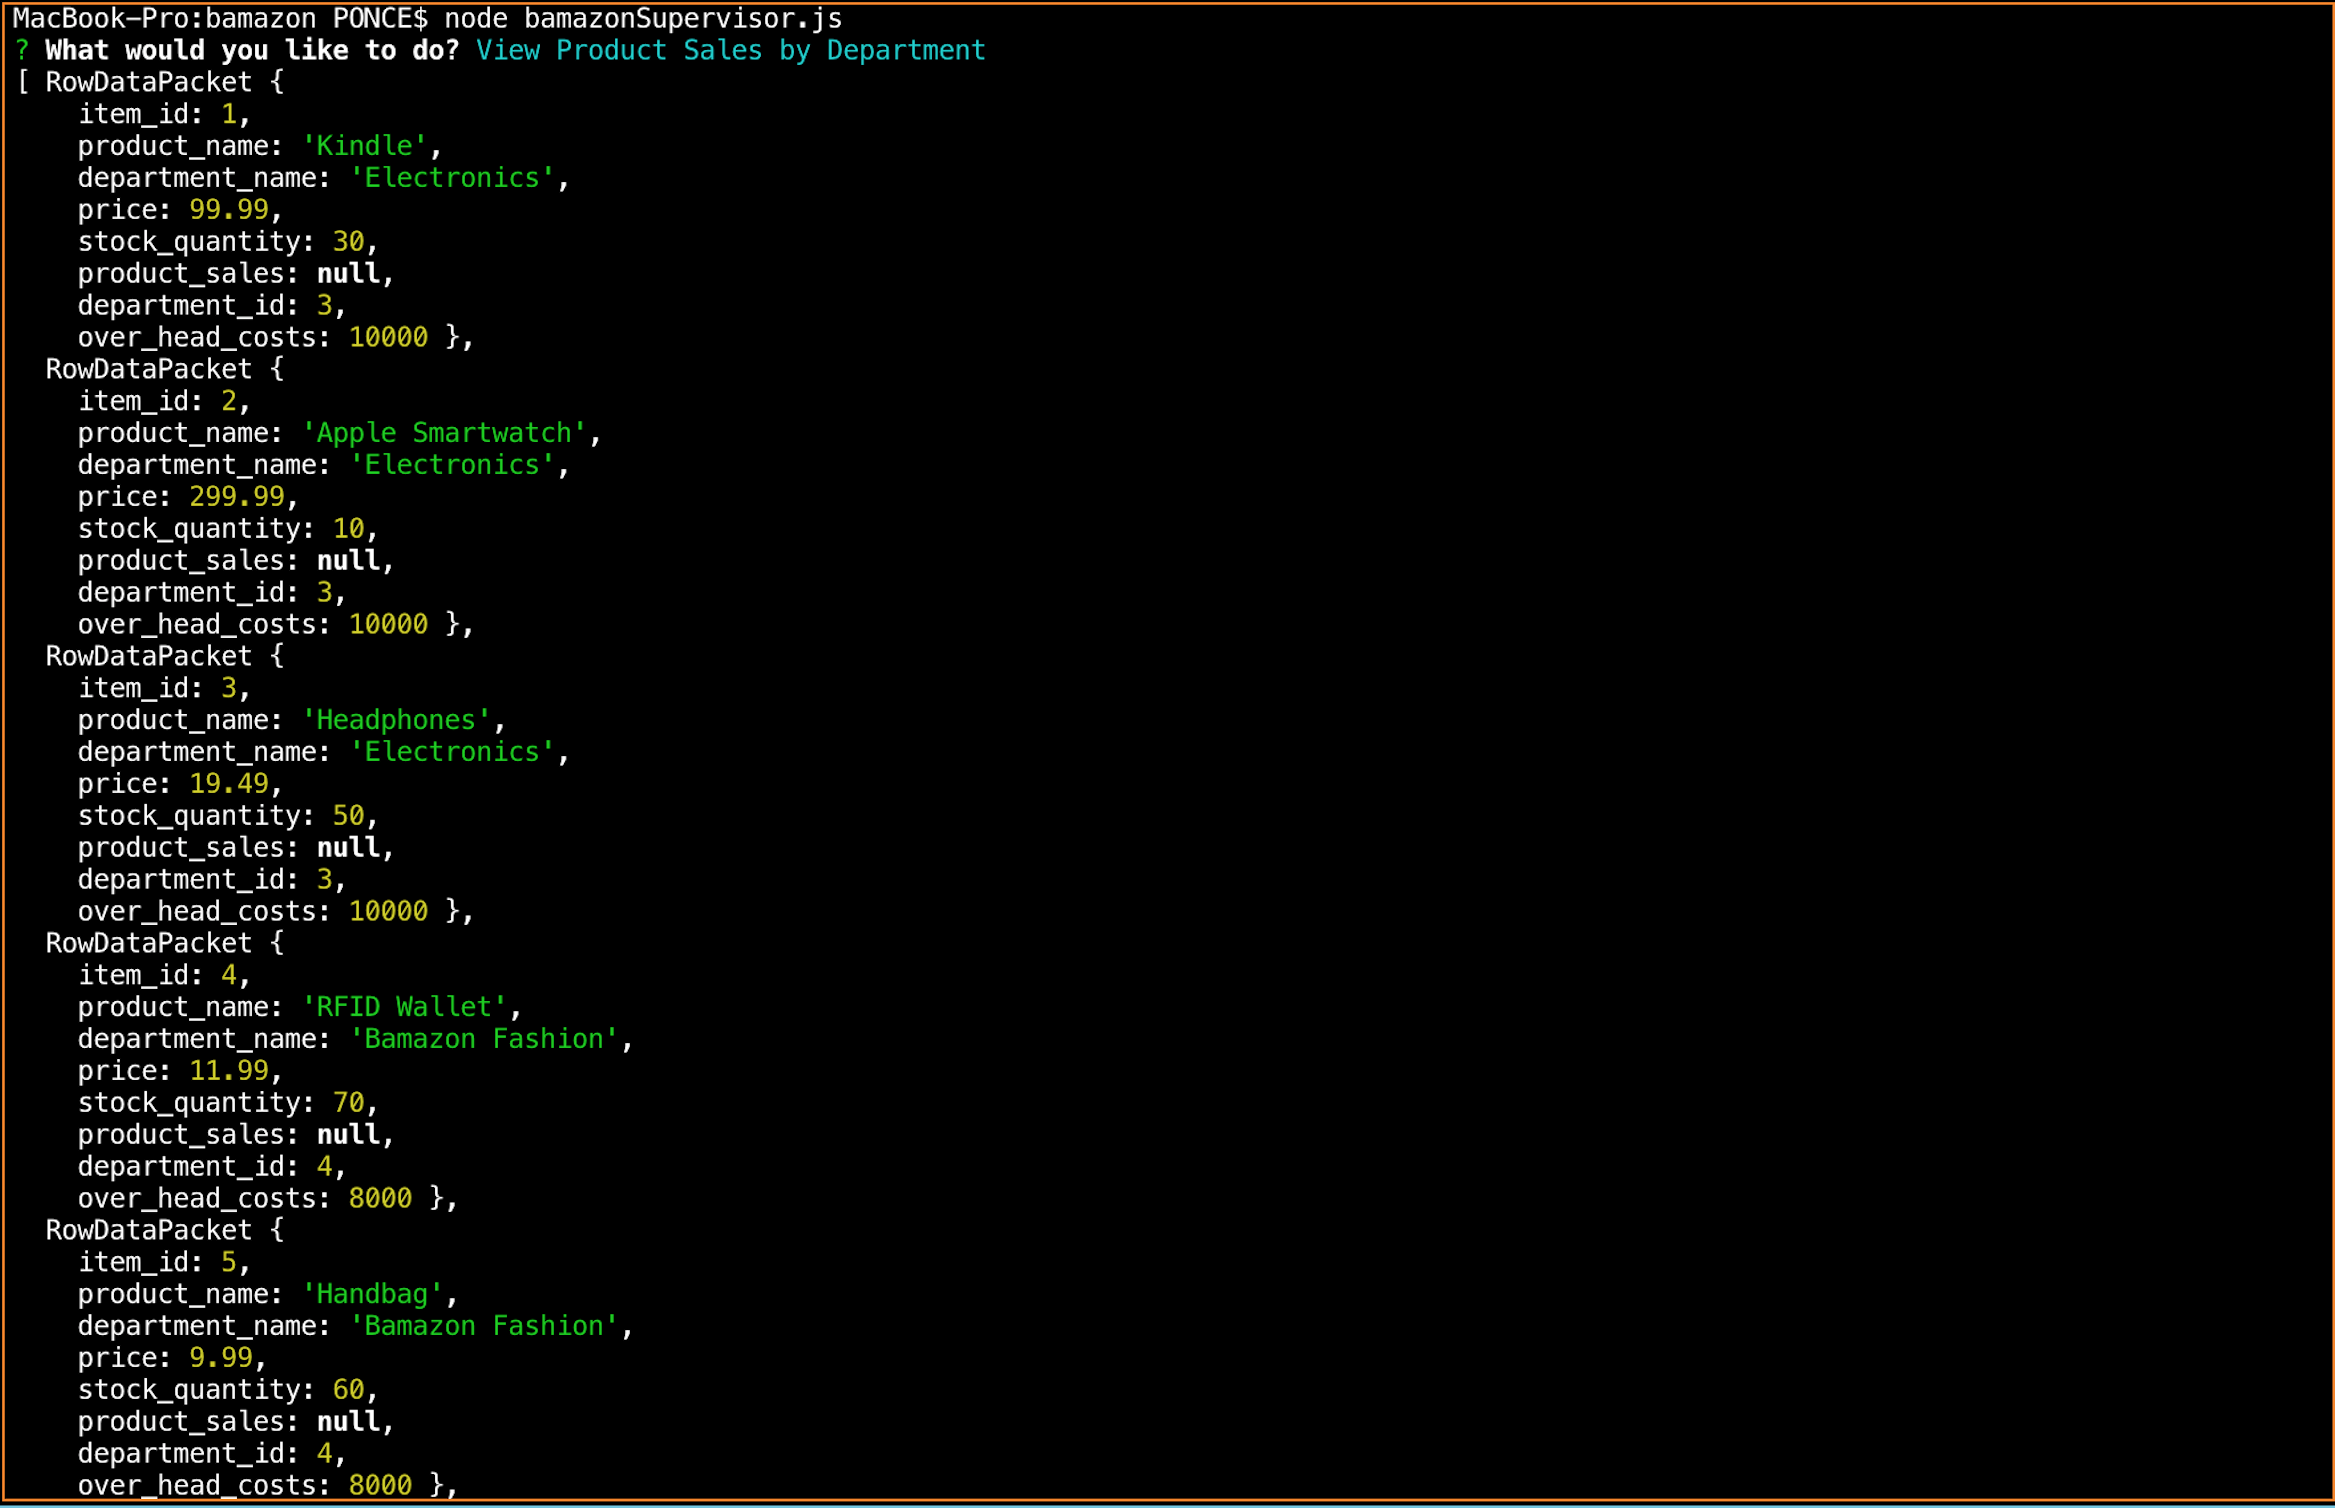 MacBook-Pro:bamazon PONCE$ node bamazonSupervisor.js
? What would you like to do? View Product Sales by Department
[ RowDataPacket {
    item_id: 1,
    product_name: 'Kindle',
    department_name: 'Electronics',
    price: 99.99,
    stock_quantity: 30,
    product_sales: null,
    department_id: 3,
    over_head_costs: 10000 },
  RowDataPacket {
    item_id: 2,
    product_name: 'Apple Smartwatch',
    department_name: 'Electronics',
    price: 299.99,
    stock_quantity: 10,
    product_sales: null,
    department_id: 3,
    over_head_costs: 10000 },
  RowDataPacket {
    item_id: 3,
    product_name: 'Headphones',
    department_name: 'Electronics',
    price: 19.49,
    stock_quantity: 50,
    product_sales: null,
    department_id: 3,
    over_head_costs: 10000 },
  RowDataPacket {
    item_id: 4,
    product_name: 'RFID Wallet',
    department_name: 'Bamazon Fashion',
    price: 11.99,
    stock_quantity: 70,
    product_sales: null,
    department_id: 4,
    over_head_costs: 8000 },
  RowDataPacket {
    item_id: 5,
    product_name: 'Handbag',
    department_name: 'Bamazon Fashion',
    price: 9.99,
    stock_quantity: 60,
    product_sales: null,
    department_id: 4,
    over_head_costs: 8000 },